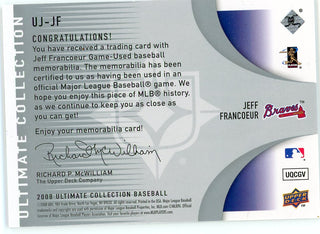 ULTIMATE COLLECTION
UJ-JF
CONGRATULATIONS!
You have received a trading card with
Jeff Francoeur Game-Used baseball
memorabilia. The memorabilia has been
certified to us as having been used in an
official Major League Baseball® game. We
hope you enjoy this piece of MLB® history,
as we continue to keep you as close as
you can get!
Enjoy your memorabilia card!
Richard McWilliam
RICHARD P. McWILLIAM
The Upper Deck Company
2008 ULTIMATE COLLECTION BASEBALL
JEFF
FRANCOEUR
Braves
UQCGV
UPPER DECK